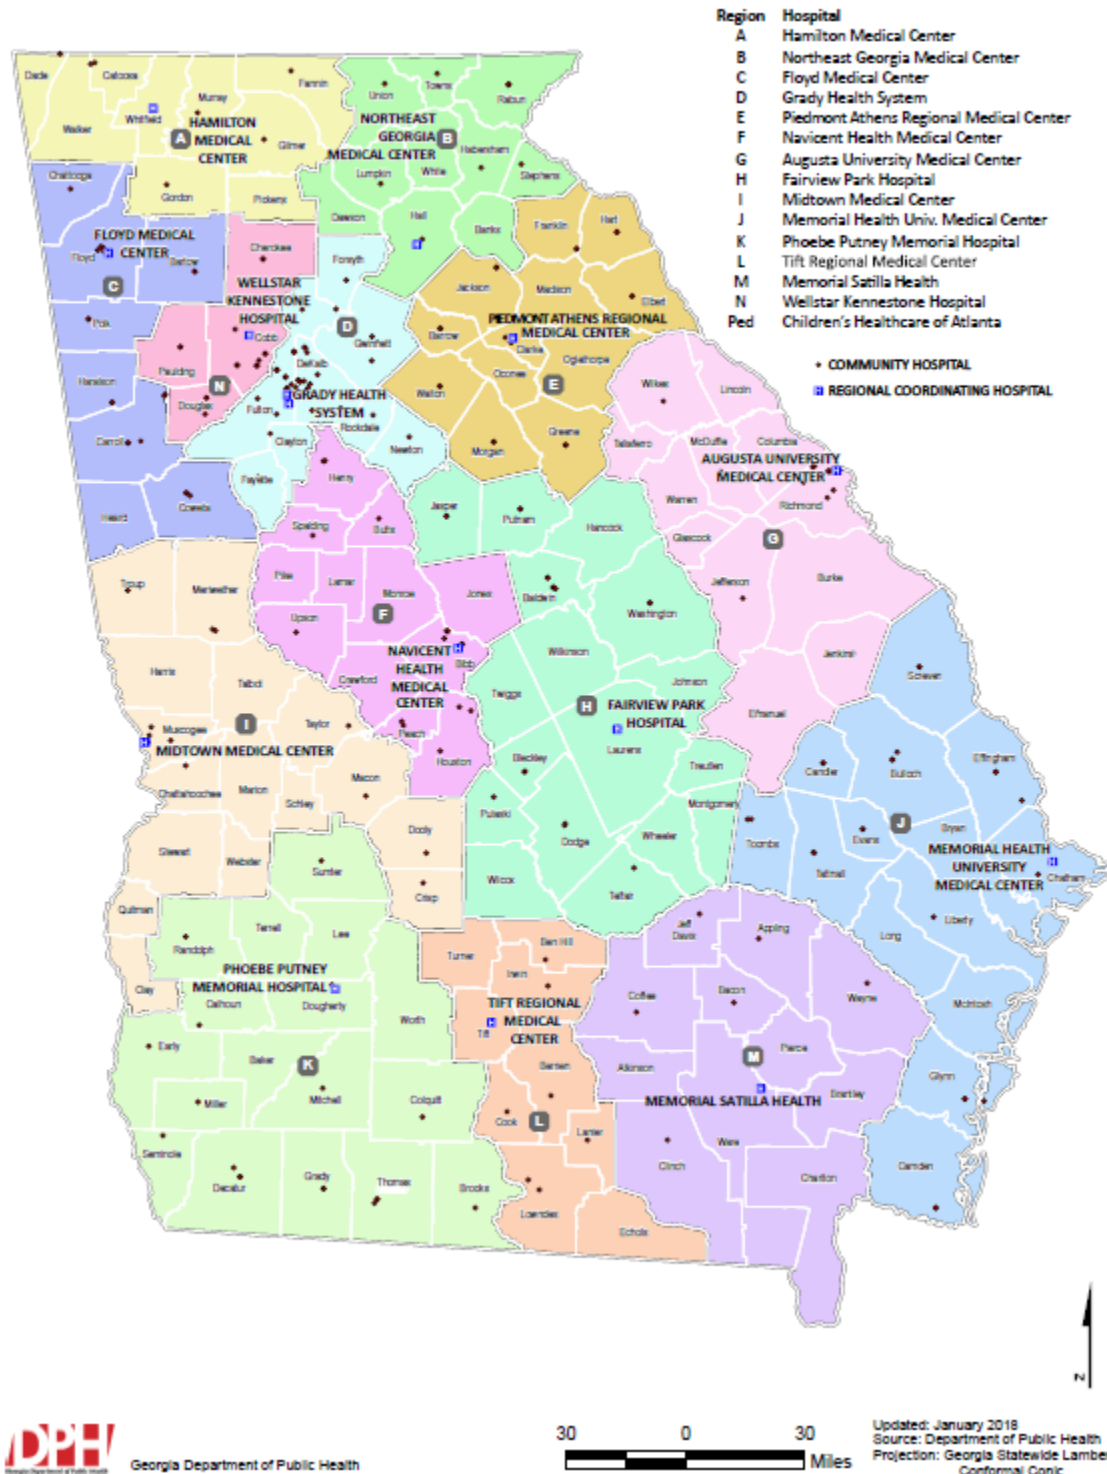 Region Hospital
A Hamilton Medical Center
B Northeast Georgia Medical Center
C Floyd Medical Center
D Grady Health System
E Piedmont Athens Regional Medical Center
F Navicent Health Medical Center
G Augusta University Medical Center
H Fairview Park Hospital
I Midtown Medical Center
J Memorial Health Univ. Medical Center
K Phoebe Putney Memorial Hospital
L Tift Regional Medical Center
M Memorial Satilla Health
N Wellstar Kennestone Hospital
Ped Children's Healthcare of Atlanta
COMMUNITY HOSPITAL
H REGIONAL COORDINATING HOSPITAL
Dade
Catoosa
Fannin
Murray
Whitfield
Walker
HAMILTON
MEDICAL
CENTER
A
Gilmer
Chattooga
Gordon
Pickens
Union
Towns
Rabun
NORTHEAST
GEORGIA
MEDICAL CENTER
B
Habersham
White
Lumpkin
Stephens
Dawson
Hall
Banks
FLOYD MEDICAL
CENTER
Floyd
Bartow
C
Polk
Haralson
Carroll
Heard
Coweta
Cherokee
WELLSTAR
KENNESTONE
HOSPITAL
Cobb
Paulding
N
Douglas
Forsyth
D
Gwinnett
DeKalb
GRADY HEALTH
SYSTEM
Fulton
Rockdale
Clayton
Newton
Fayette
Franklin
Hart
Jackson
Madison
Elbert
PIEDMONT ATHENS REGIONAL
MEDICAL CENTER
Barrow
Clarke
Oglethorpe
Oconee
E
Walton
Greene
Morgan
Wilkes
Lincoln
Taliaferro
McDuffie
Columbia
AUGUSTA UNIVERSITY
MEDICAL CENTER
Warren
Richmond
Glascock
G
Jefferson
Burke
Jenkins
Emanuel
Henry
Spalding
Butts
Pike
Lamar
Monroe
Jones
Upson
F
NAVICENT
HEALTH
MEDICAL
CENTER
Bibb
Crawford
Peach
Houston
Jasper
Putnam
Hancock
Baldwin
Washington
Wilkinson
Twiggs
Johnson
H
FAIRVIEW PARK
HOSPITAL
Laurens
Bleckley
Treutlen
Pulaski
Montgomery
Dodge
Wheeler
Wilcox
Telfair
Troup
Meriwether
Harris
Talbot
I
Taylor
Muscogee
MIDTOWN MEDICAL CENTER
Chattahoochee
Marion
Schley
Macon
Dooly
Stewart
Webster
Crisp
Quitman
Clay
Screven
Candler
Bulloch
Effingham
J
Evans
Bryan
Toombs
Tattnall
MEMORIAL HEALTH
UNIVERSITY
MEDICAL CENTER
Chatham
Liberty
Long
McIntosh
Glynn
Camden
Sumter
Terrell
Lee
Randolph
PHOEBE PUTNEY
MEMORIAL HOSPITAL
Calhoun
Dougherty
Worth
Early
Baker
K
Miller
Mitchell
Colquitt
Seminole
Decatur
Grady
Thomas
Brooks
Turner
Ben Hill
Irwin
TIFT REGIONAL
MEDICAL
CENTER
Tift
Berrien
Cook
L
Lanier
Lowndes
Echols
Jeff
Davis
Appling
Coffee
Bacon
Wayne
Atkinson
Pierce
M
Brantley
MEMORIAL SATILLA HEALTH
Ware
Clinch
Charlton
N
DPH
Georgia Department of Public Health
Georgia Department of Public Health
30 0 30
Miles
Updated: January 2018
Source: Department of Public Health
Projection: Georgia Statewide Lamber
Conformal Conic